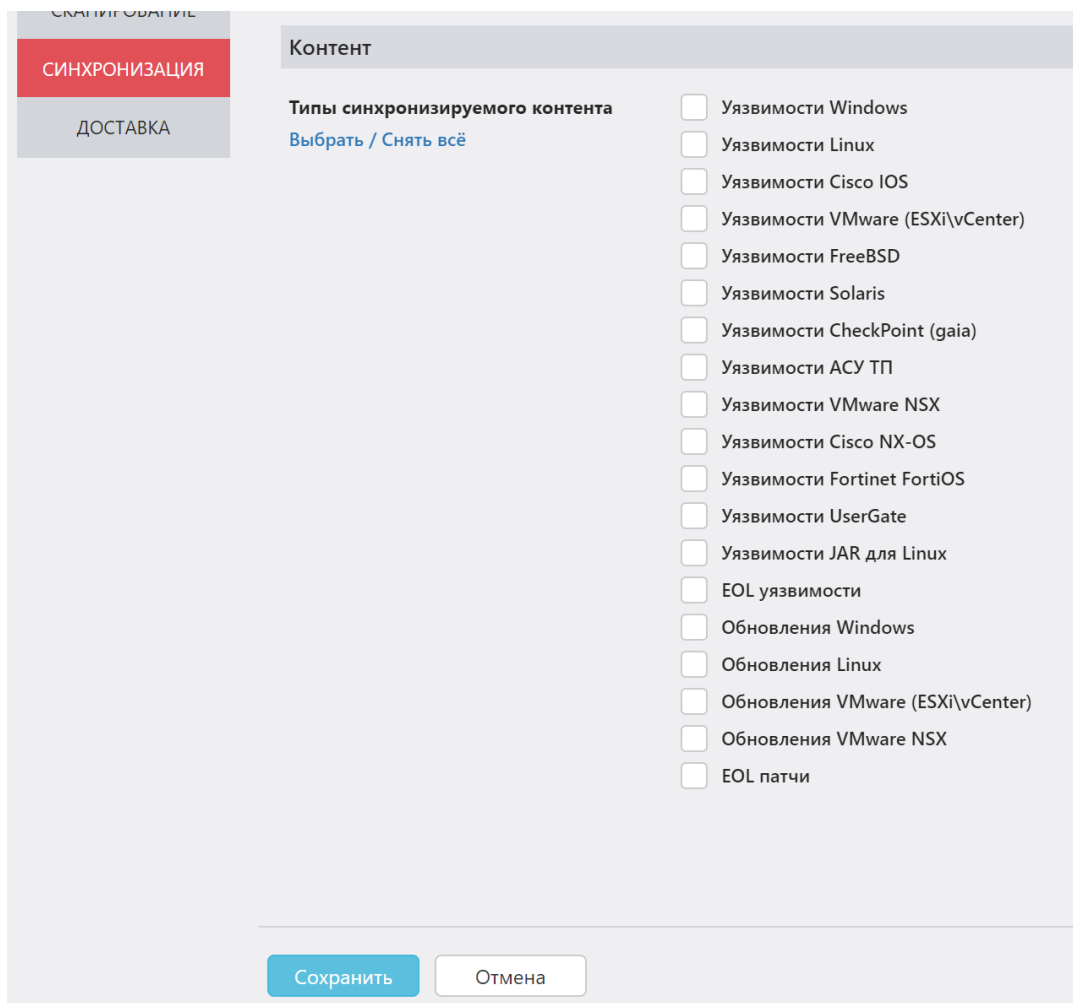 СКАНИРОВАНИЕ
СИНХРОНИЗАЦИЯ
ДОСТАВКА
Контент
Типы синхронизируемого контента
Выбрать / Снять всё
Уязвимости Windows
Уязвимости Linux
Уязвимости Cisco IOS
Уязвимости VMware (ESXi\vCenter)
Уязвимости FreeBSD
Уязвимости Solaris
Уязвимости CheckPoint (gaia)
Уязвимости АСУ ТП
Уязвимости VMware NSX
Уязвимости Cisco NX-OS
Уязвимости Fortinet FortiOS
Уязвимости UserGate
Уязвимости JAR для Linux
EOL уязвимости
Обновления Windows
Обновления Linux
Обновления VMware (ESXi\vCenter)
Обновления VMware NSX
EOL патчи
Сохранить
Отмена